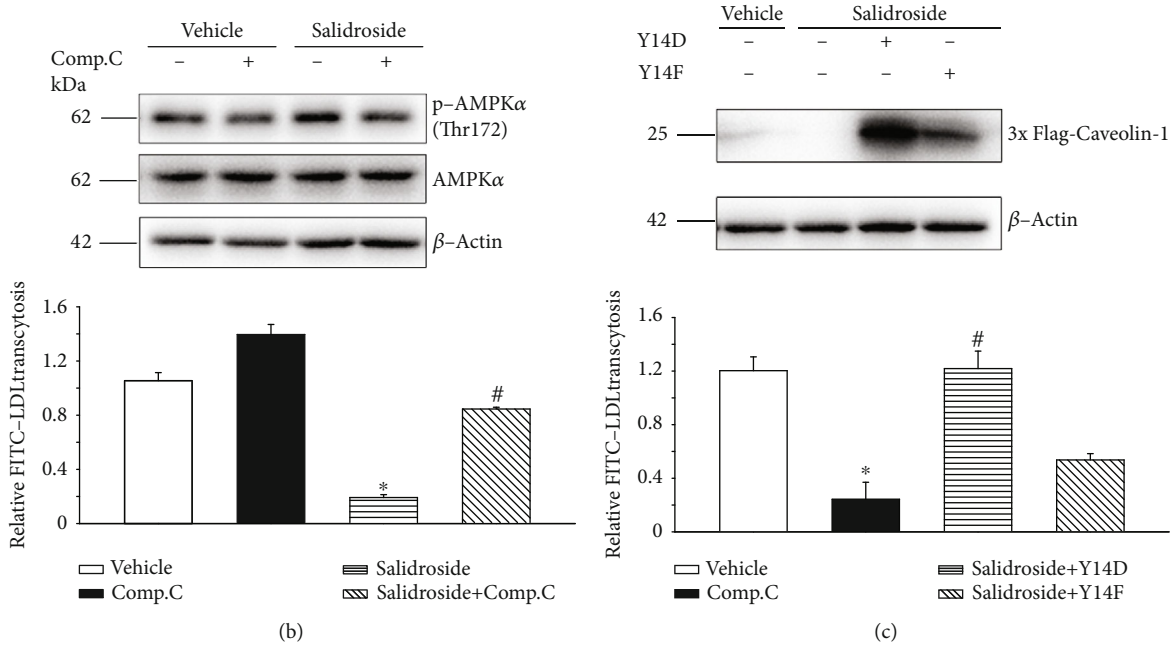 Vehicle Salidroside
Comp.C – + – +
kDa
62 p–AMPKα
(Thr172)
62 AMPKα
42 β–Actin
Relative FITC–LDLtranscytosis
1.6
1.2
0.8
0.4
0
*
#
Vehicle Salidroside
Comp.C Salidroside+Comp.C
(b)
Vehicle Salidroside
Y14D – – + –
Y14F – – – +
25 3x Flag-Caveolin-1
42 β–Actin
Relative FITC–LDLtranscytosis
1.6
1.2
0.8
0.4
0
*
#
Vehicle Salidroside+Y14D
Comp.C Salidroside+Y14F
(c)